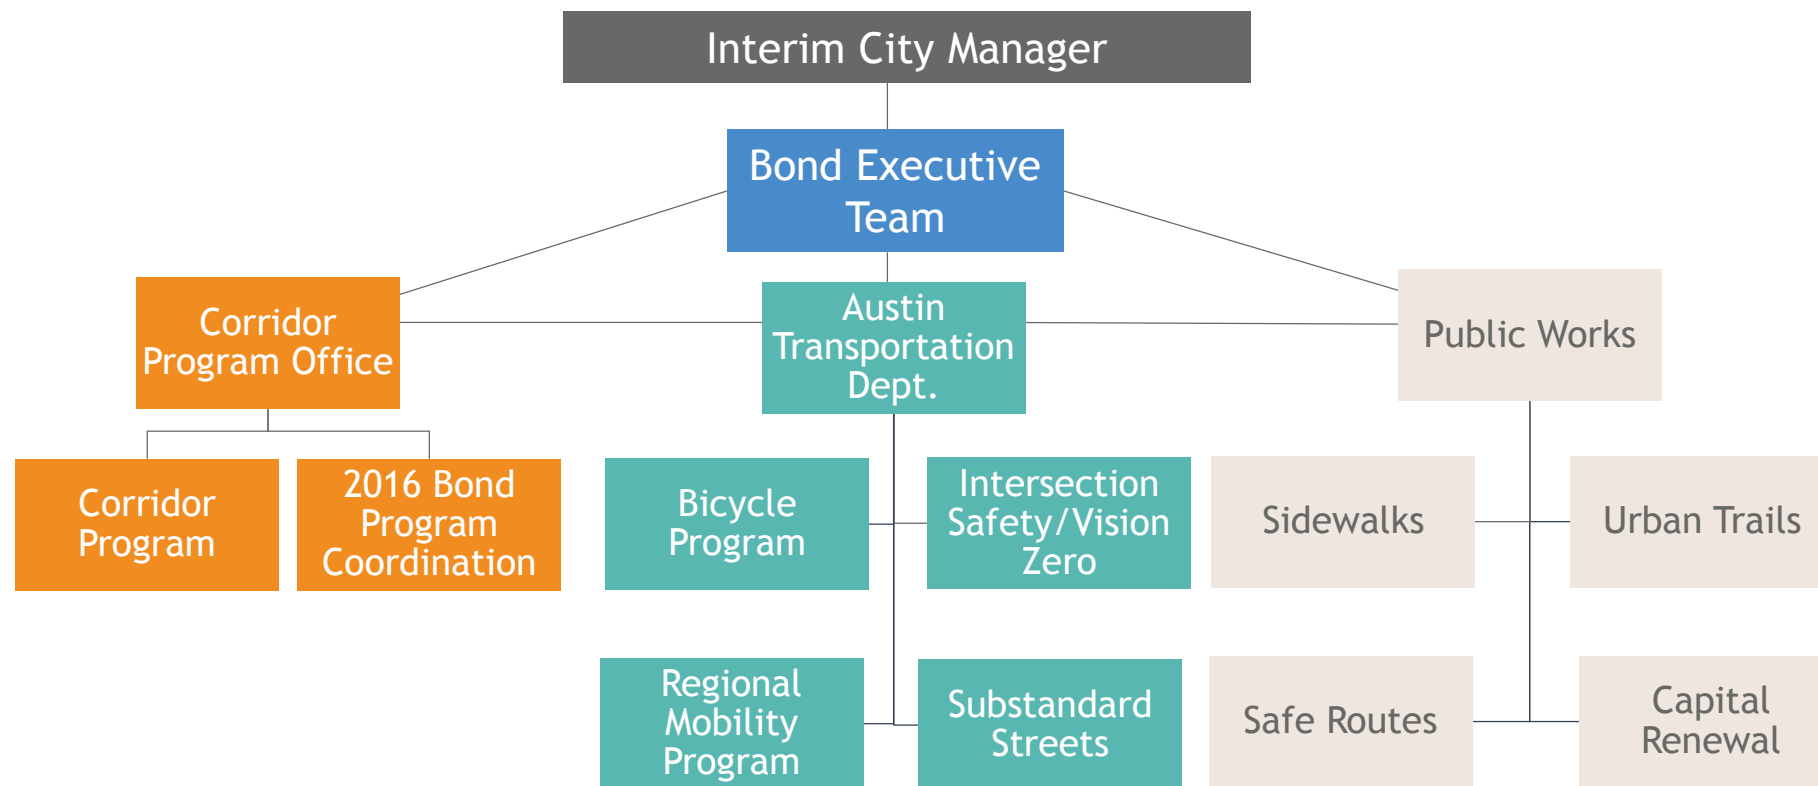 Interim City Manager
Bond Executive
Team
Corridor
Program Office
Austin
Transportation
Dept.
Public Works
Corridor
Program
2016 Bond
Program
Coordination
Bicycle
Program
Intersection
Safety/Vision
Zero
Sidewalks
Urban Trails
Regional
Mobility
Program
Substandard
Streets
Safe Routes
Capital
Renewal